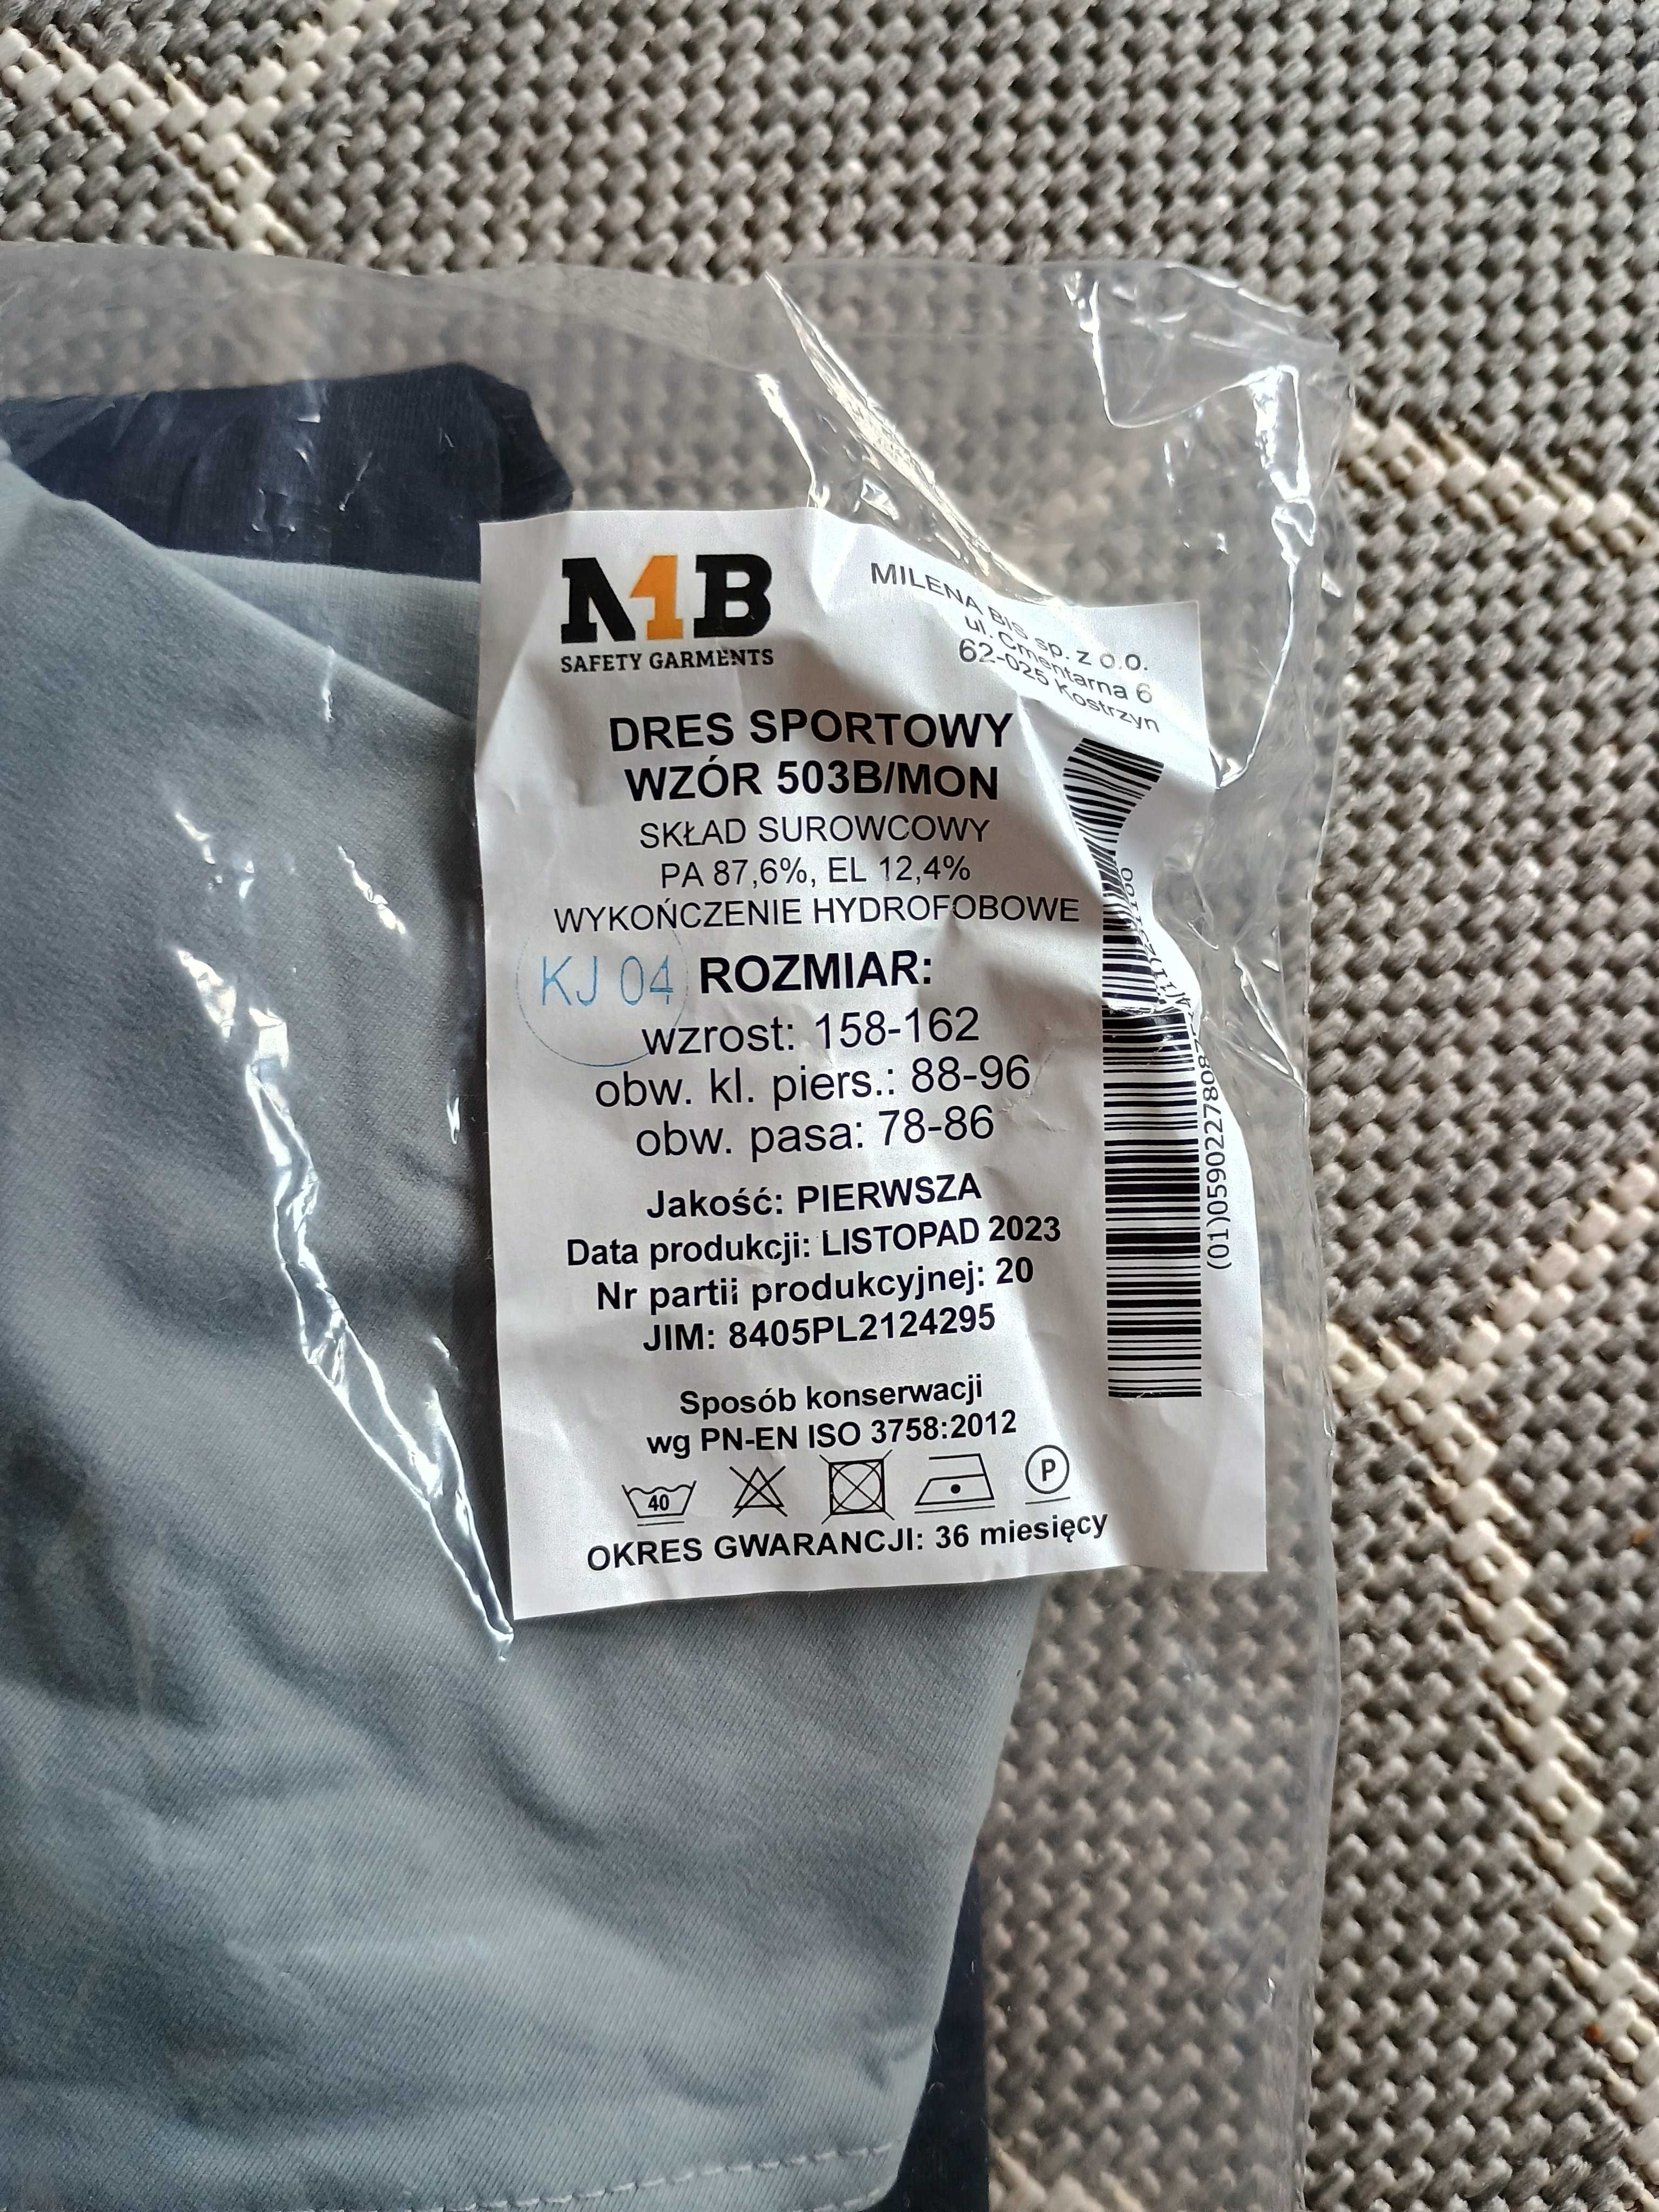 M1B
SAFETY GARMENTS
MILENA BIS sp. z o.o.
ul. Cmentarna 6
62-025 Kostrzyn
DRES SPORTOWY
WZÓR 503B/MON
SKŁAD SUROWCOWY
PA 87,6%, EL 12,4%
WYKOŃCZENIE HYDROFOBOWE
KJ 04
ROZMIAR:
wzrost: 158-162
obw. kl. piers.: 88-96
obw. pasa: 78-86
Jakość: PIERWSZA
Data produkcji: LISTOPAD 2023
Nr partii produkcyjnej: 20
JIM: 8405PL2124295
Sposób konserwacji
wg PN-EN ISO 3758:2012
40
P
OKRES GWARANCJI: 36 miesięcy